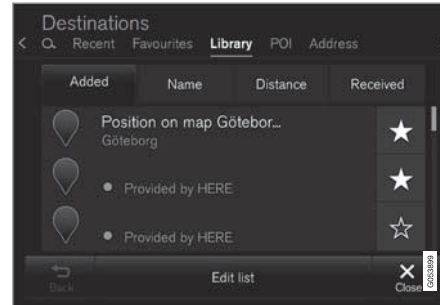 Destinations
Recent Favourites Library POI Address
Added Name Distance Received
Position on map Götebor...
Göteborg
Provided by HERE
Provided by HERE
Back Edit list Close
G053899